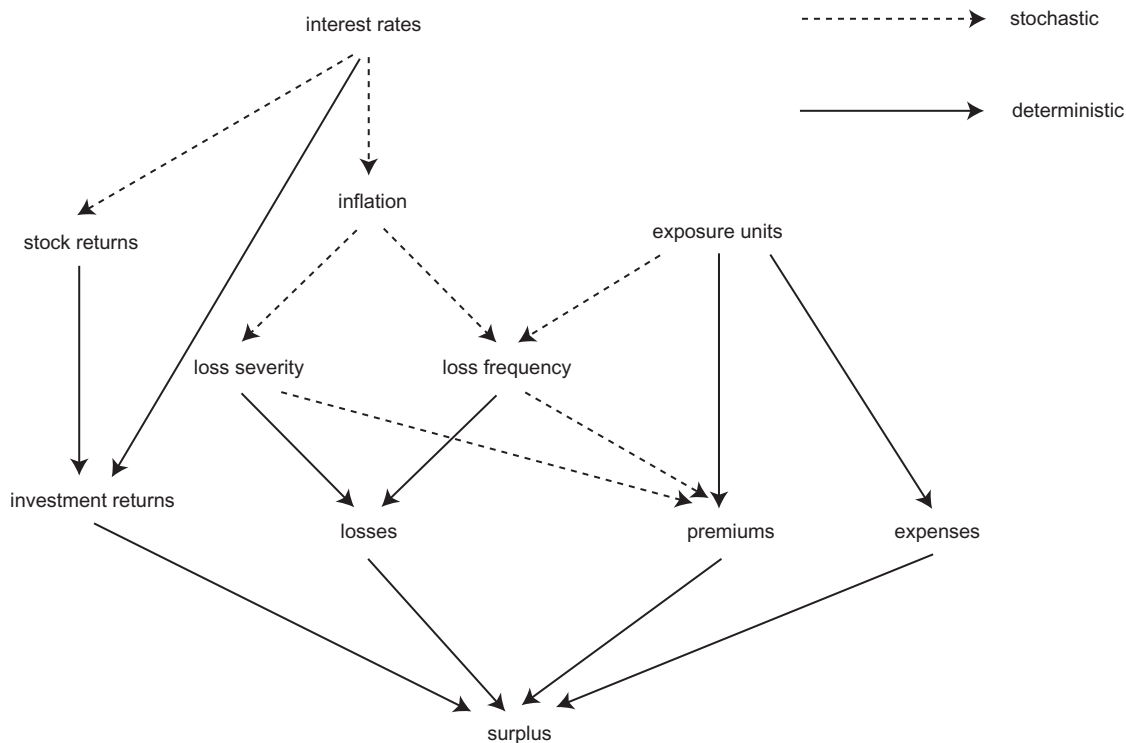 interest rates
stochastic
deterministic
inflation
stock returns
exposure units
loss severity
loss frequency
investment returns
losses
premiums
expenses
surplus